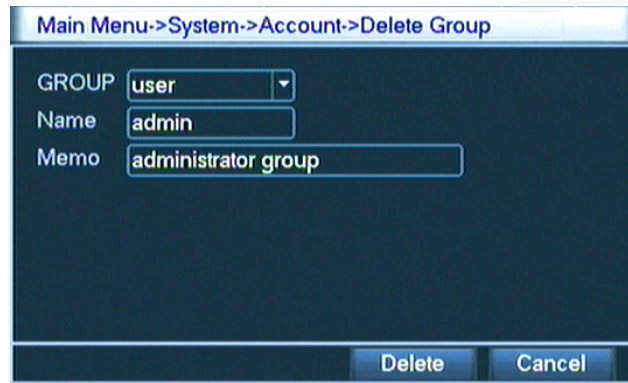 Main Menu->System->Account->Delete Group
GROUP user
Name admin
Memo administrator group
Delete Cancel